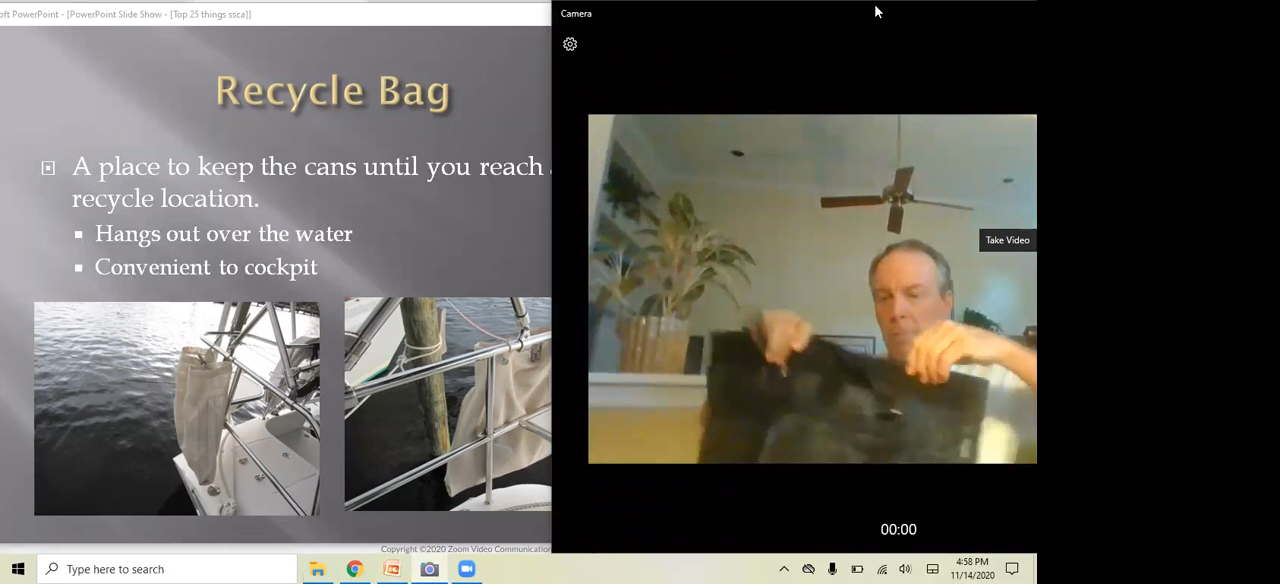 oft PowerPoint - [PowerPoint Slide Show - [Top 25 things ssca]]
Recycle Bag
A place to keep the cans until you reach
recycle location.
Hangs out over the water
Convenient to cockpit
Copyright ©2020 Zoom Video Communication
Camera
Take Video
00:00
Type here to search
4:58 PM
11/14/2020